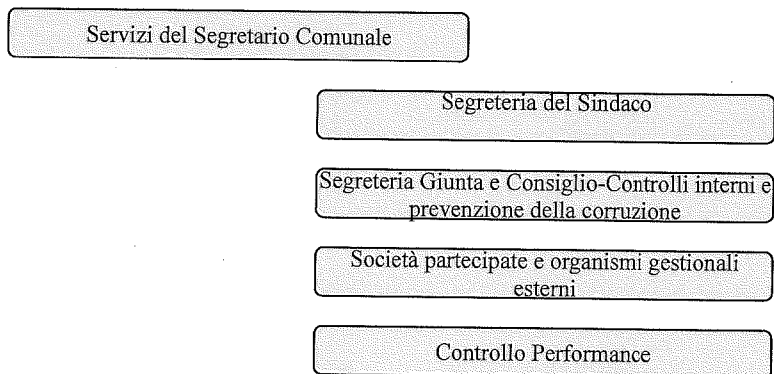 Servizi del Segretario Comunale
Segreteria del Sindaco
Segreteria Giunta e Consiglio-Controlli interni e
prevenzione della corruzione
Società partecipate e organismi gestionali
esterni
Controllo Performance